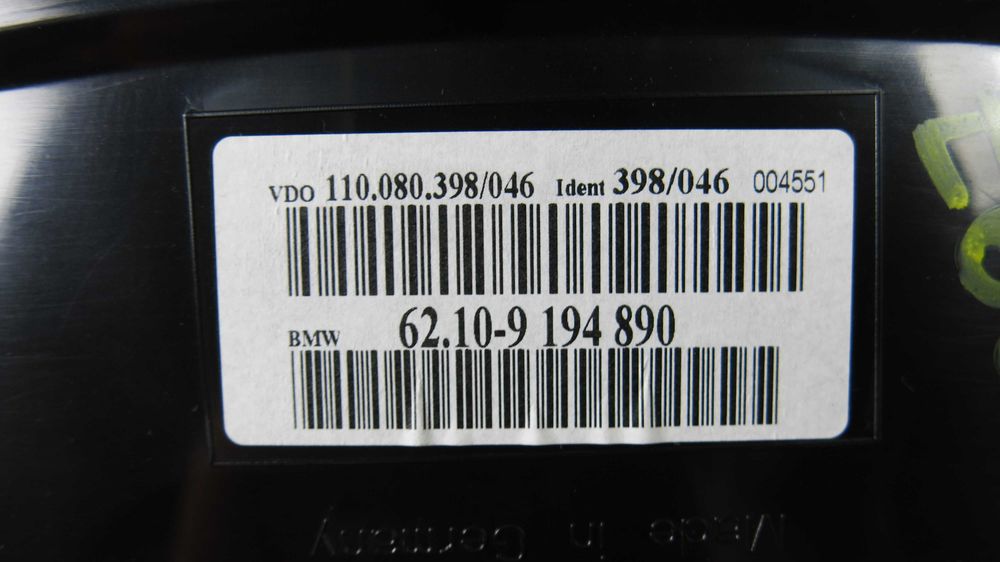 VDO 110.080.398/046 Ident 398/046 004551
BMW 62.10-9 194 890
Made in Germany